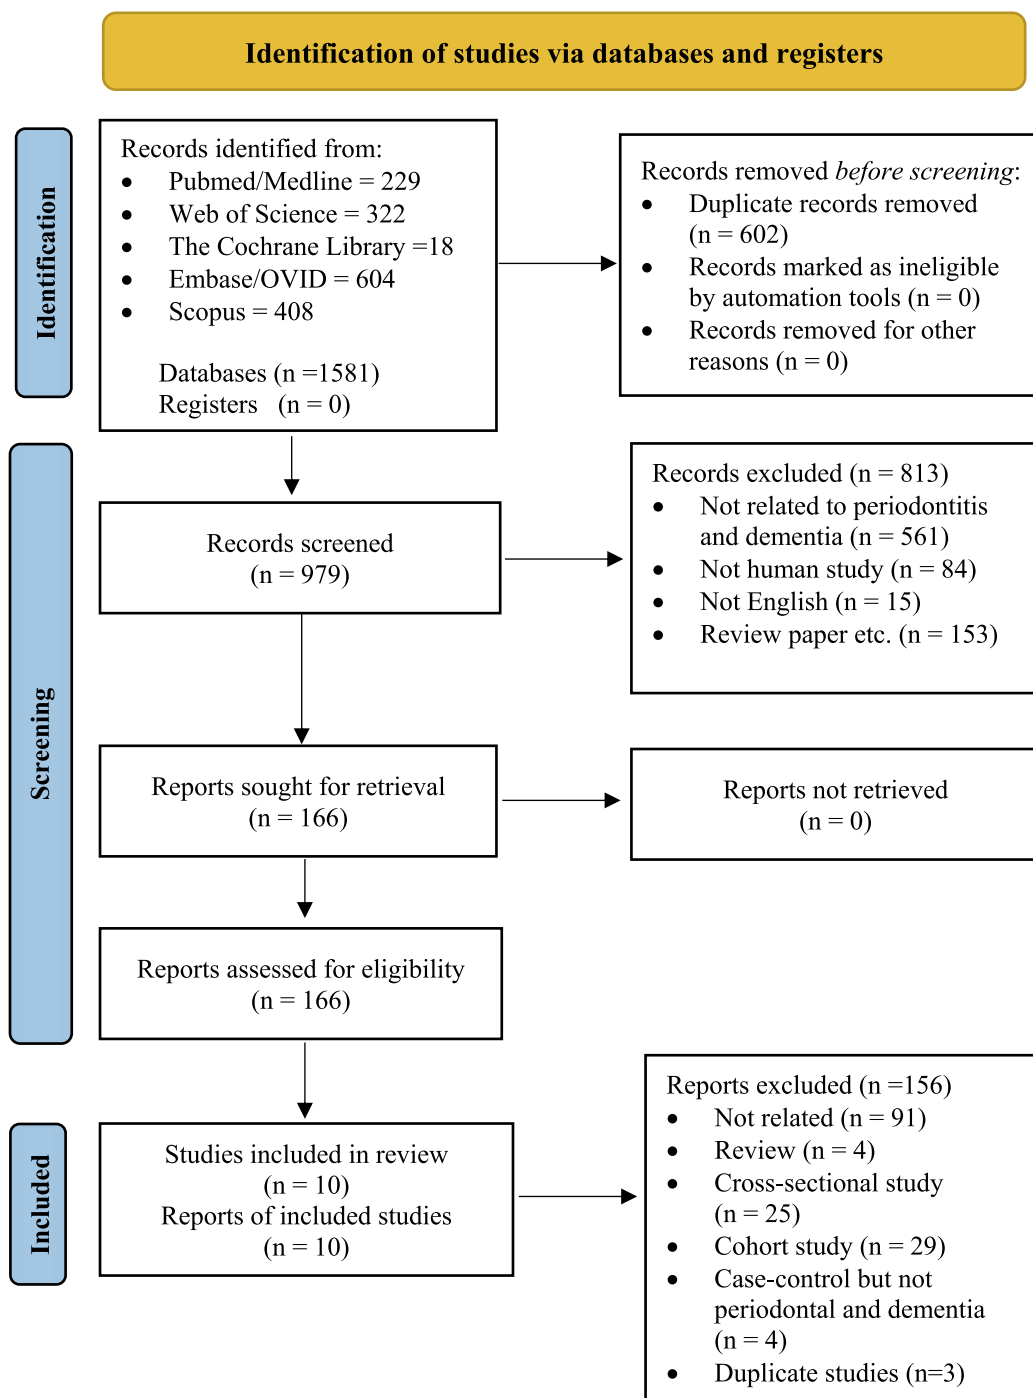 Identification of studies via databases and registers
Identification
Records identified from:
• Pubmed/Medline = 229
• Web of Science = 322
• The Cochrane Library =18
• Embase/OVID = 604
• Scopus = 408
Databases (n =1581)
Registers (n = 0)
Records removed before screening:
• Duplicate records removed
(n = 602)
• Records marked as ineligible
by automation tools (n = 0)
• Records removed for other
reasons (n = 0)
Screening
Records screened
(n = 979)
Records excluded (n = 813)
• Not related to periodontitis
and dementia (n = 561)
• Not human study (n = 84)
• Not English (n = 15)
• Review paper etc. (n = 153)
Reports sought for retrieval
(n = 166)
Reports not retrieved
(n = 0)
Reports assessed for eligibility
(n = 166)
Included
Studies included in review
(n = 10)
Reports of included studies
(n = 10)
Reports excluded (n =156)
• Not related (n = 91)
• Review (n = 4)
• Cross-sectional study
(n = 25)
• Cohort study (n = 29)
• Case-control but not
periodontal and dementia
(n = 4)
• Duplicate studies (n=3)